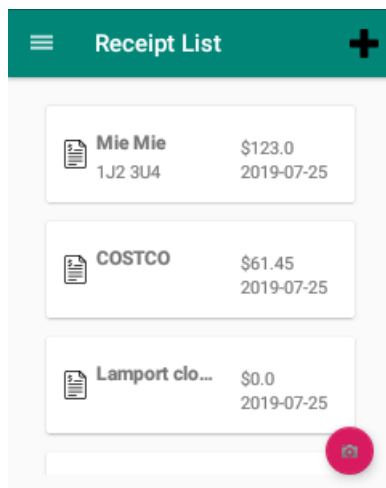 Receipt List
Mie Mie
$123.0
1J2 3U4
2019-07-25
COSTCO
$61.45
2019-07-25
Lamport clo...
$0.0
2019-07-25